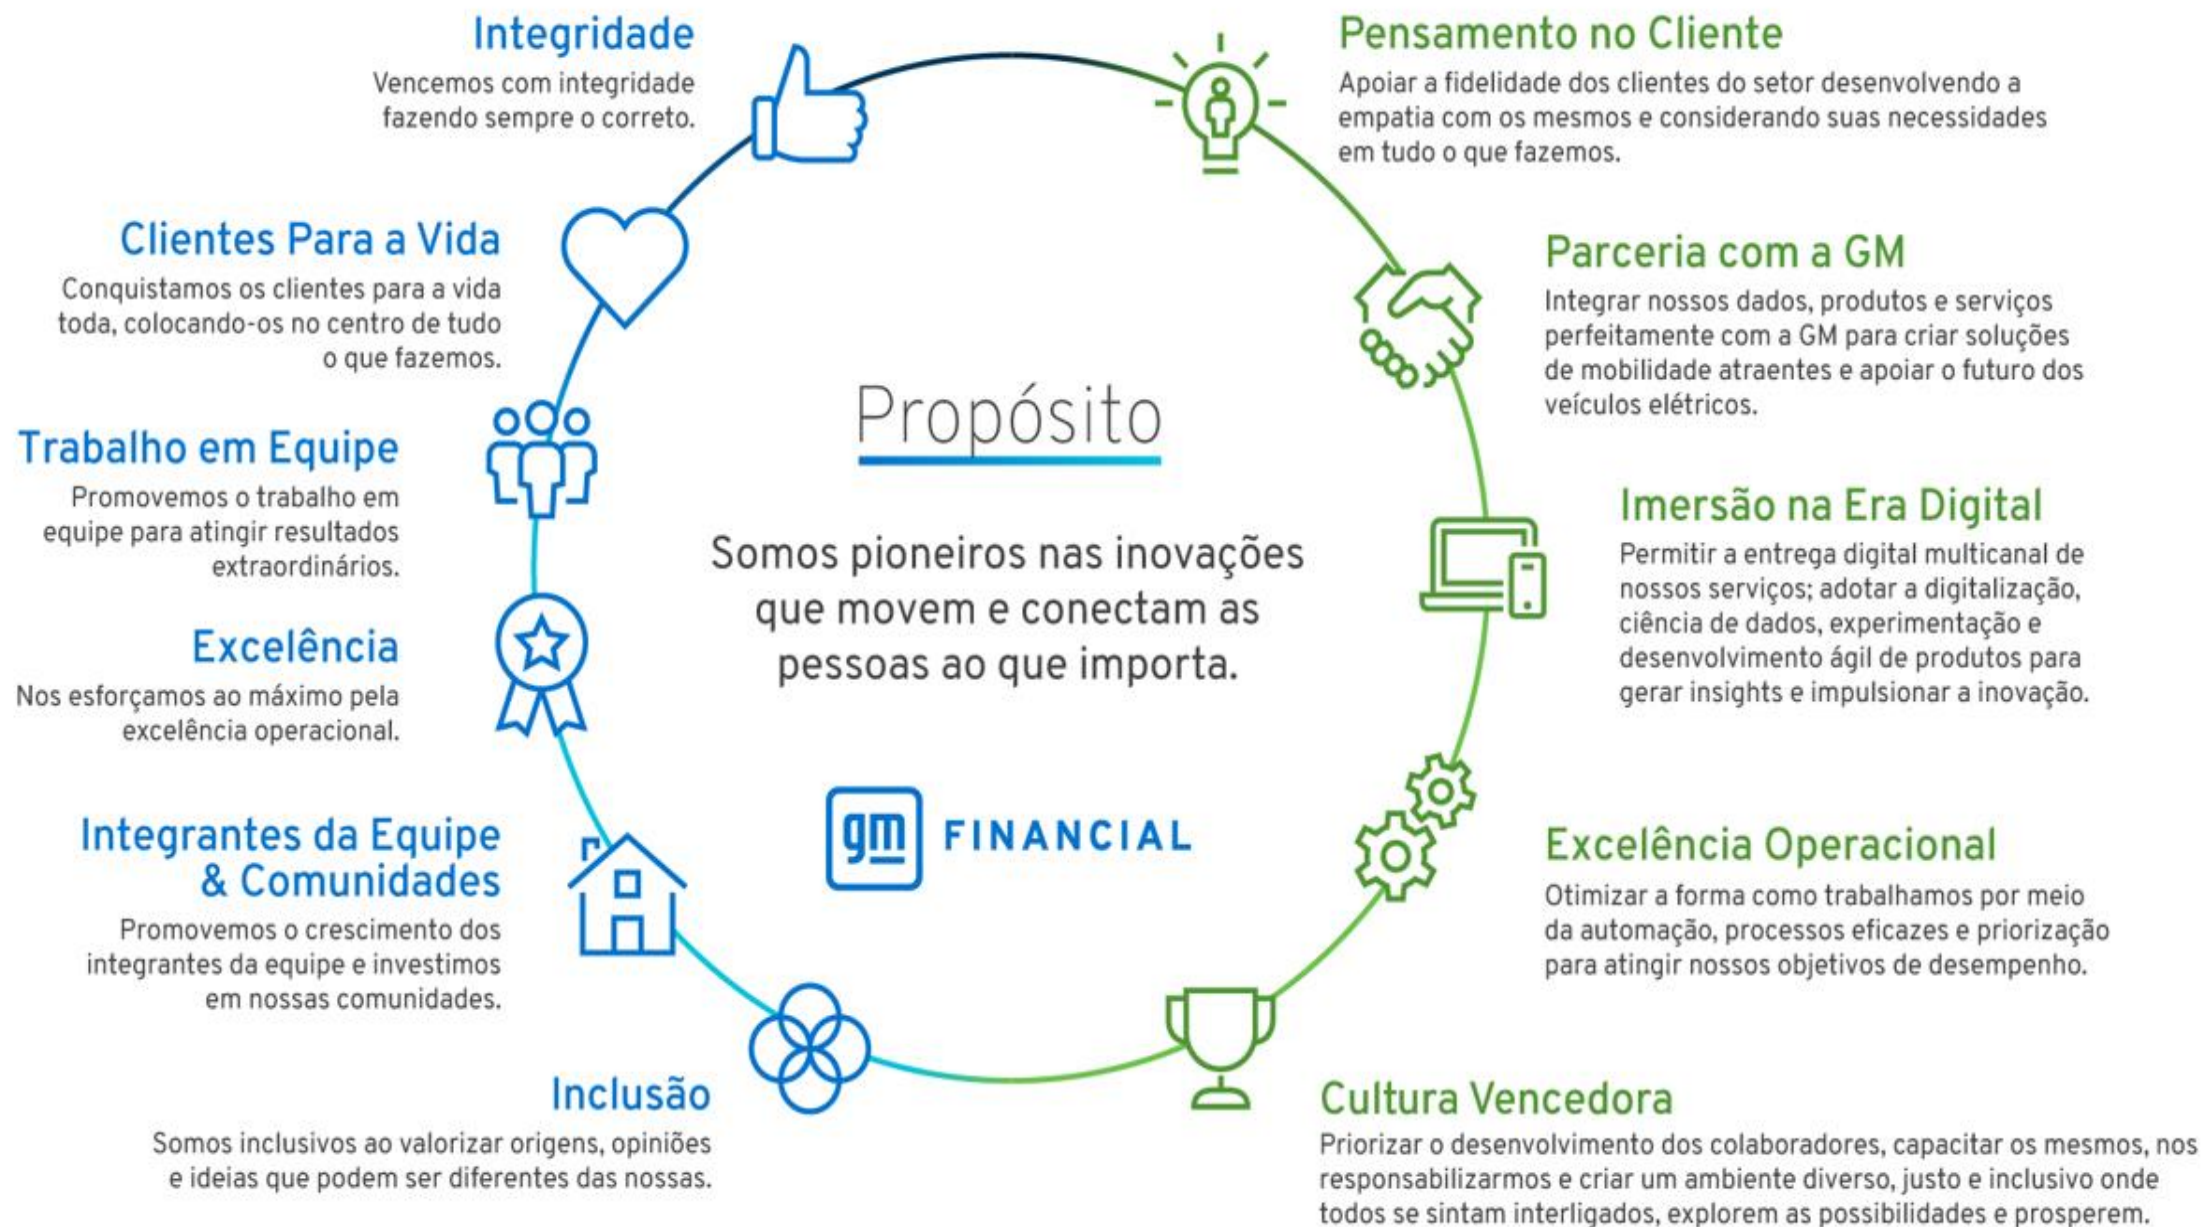 Integridade
Vencemos com integridade
fazendo sempre o correto.
Clientes Para a Vida
Conquistamos os clientes para a vida
toda, colocando-os no centro de tudo
o que fazemos.
Trabalho em Equipe
Promovemos o trabalho em
equipe para atingir resultados
extraordinários.
Excelência
Nos esforçamos ao máximo pela
excelência operacional.
Integrantes da Equipe
& Comunidades
Promovemos o crescimento dos
integrantes da equipe e investimos
em nossas comunidades.
Inclusão
Somos inclusivos ao valorizar origens, opiniões
e ideias que podem ser diferentes das nossas.
Propósito
Somos pioneiros nas inovações
que movem e conectam as
pessoas ao que importa.
gm FINANCIAL
Pensamento no Cliente
Apoiar a fidelidade dos clientes do setor desenvolvendo a
empatia com os mesmos e considerando suas necessidades
em tudo o que fazemos.
Parceria com a GM
Integrar nossos dados, produtos e serviços
perfeitamente com a GM para criar soluções
de mobilidade atraentes e apoiar o futuro dos
veículos elétricos.
Imersão na Era Digital
Permitir a entrega digital multicanal de
nossos serviços; adotar a digitalização,
ciência de dados, experimentação e
desenvolvimento ágil de produtos para
gerar insights e impulsionar a inovação.
Excelência Operacional
Otimizar a forma como trabalhamos por meio
da automação, processos eficazes e priorização
para atingir nossos objetivos de desempenho.
Cultura Vencedora
Priorizar o desenvolvimento dos colaboradores, capacitar os mesmos, nos
responsabilizarmos e criar um ambiente diverso, justo e inclusivo onde
todos se sintam interligados, explorem as possibilidades e prosperem.